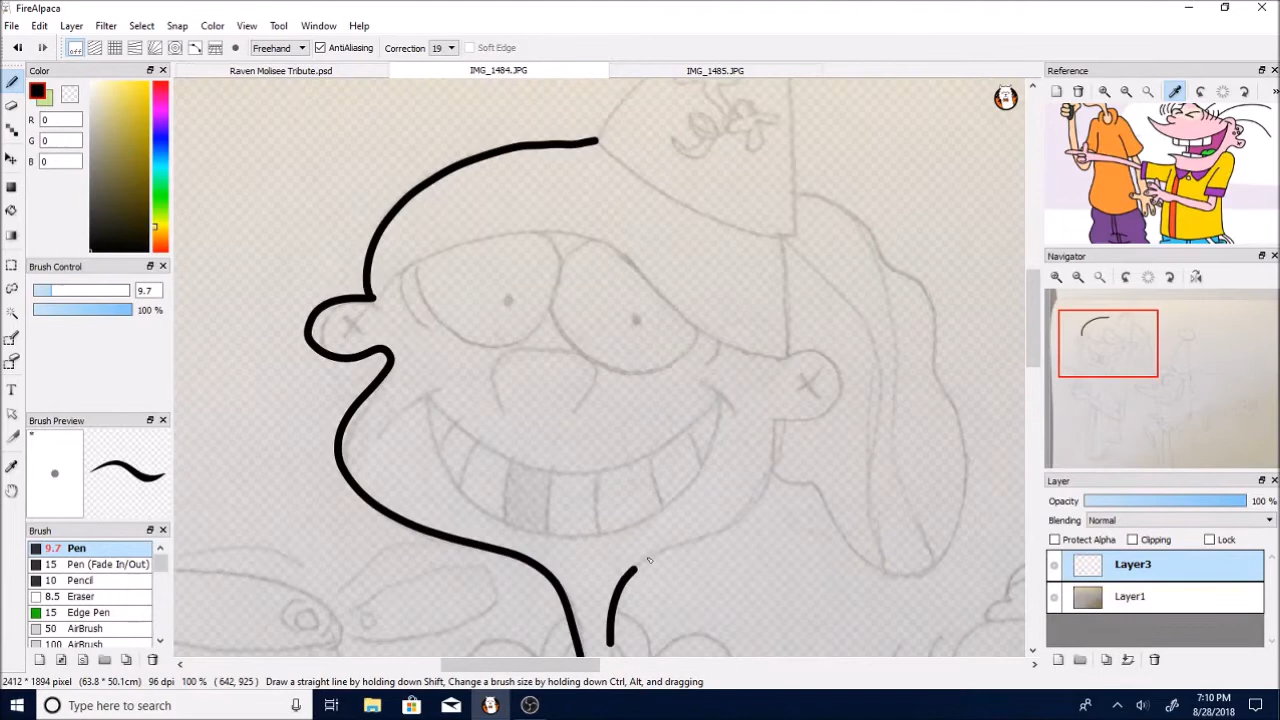 FireAlpaca
File Edit Layer Filter Select Snap Color View Tool Window Help
off Freehand AntiAliasing Correction 19 Soft Edge
Color
Raven Molisee Tribute.psd IMG_1484.JPG IMG_1485.JPG
Reference
R 0
G 0
B 0
Brush Control
9.7
100 %
Navigator
Brush Preview
Layer
Opacity 100 %
Blending Normal
Protect Alpha Clipping Lock
Layer3
Layer1
Brush
9.7 Pen
15 Pen (Fade In/Out)
10 Pencil
8.5 Eraser
15 Edge Pen
50 AirBrush
100 AirBrush
2412 * 1894 pixel (63.8 * 50.1cm) 96 dpi 100 % (642, 925) Draw a straight line by holding down Shift, Change a brush size by holding down Ctrl, Alt, and dragging
Type here to search
7:10 PM
8/28/2018